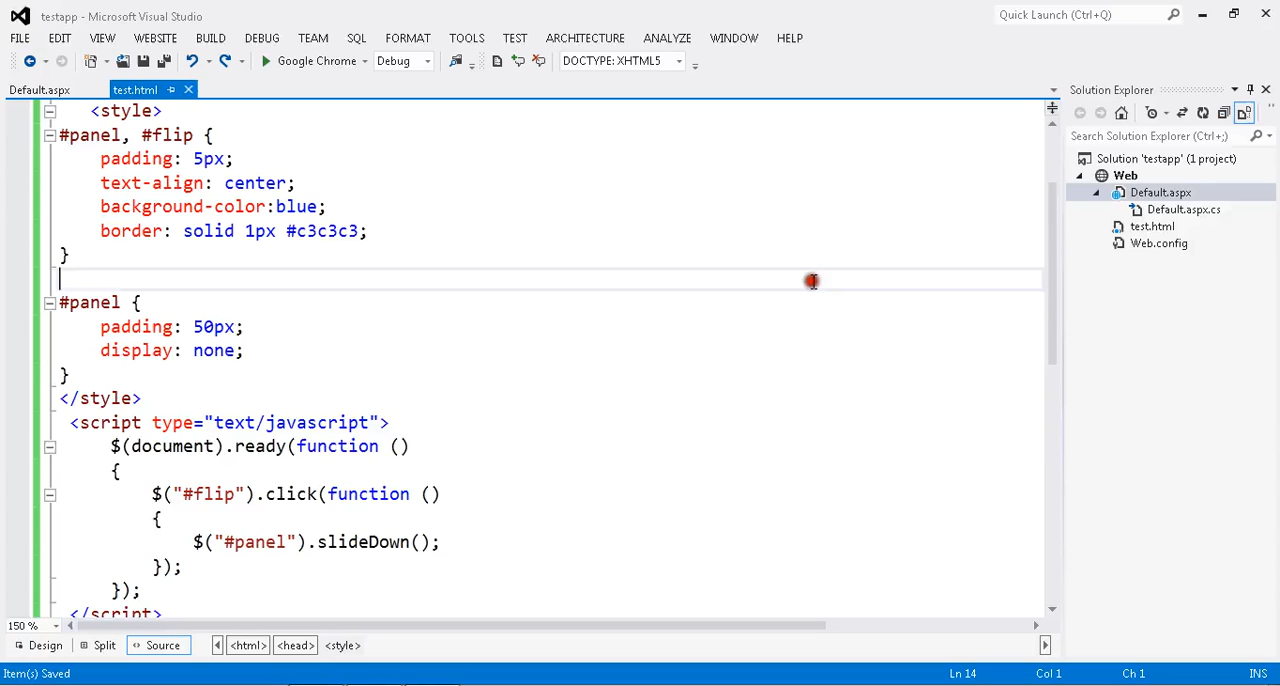 testapp - Microsoft Visual Studio
Quick Launch (Ctrl+Q)
FILE EDIT VIEW WEBSITE BUILD DEBUG TEAM SQL FORMAT TOOLS TEST ARCHITECTURE ANALYZE WINDOW HELP
Google Chrome Debug DOCTYPE: XHTML5
Default.aspx test.html
<style>
#panel, #flip {
padding: 5px;
text-align: center;
background-color:blue;
border: solid 1px #c3c3c3;
}
#panel {
padding: 50px;
display: none;
}
</style>
<script type="text/javascript">
$(document).ready(function ()
{
$("#flip").click(function ()
{
$("#panel").slideDown();
});
});
</script>
150 %
Design Split Source <html> <head> <style>
Item(s) Saved Ln 14 Col 1 Ch 1 INS
Solution Explorer
Search Solution Explorer (Ctrl+;)
Solution 'testapp' (1 project)
Web
Default.aspx
Default.aspx.cs
test.html
Web.config